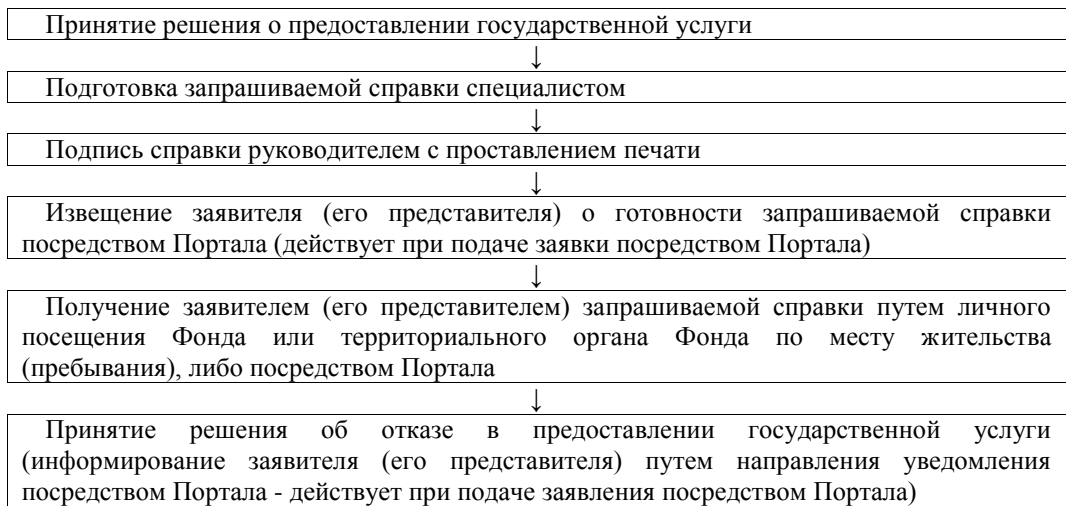 Принятие решения о предоставлении государственной услуги
↓
Подготовка запрашиваемой справки специалистом
↓
Подпись справки руководителем с проставлением печати
↓
Извещение заявителя (его представителя) о готовности запрашиваемой справки
посредством Портала (действует при подаче заявки посредством Портала)
↓
Получение заявителем (его представителем) запрашиваемой справки путем личного
посещения Фонда или территориального органа Фонда по месту жительства
(пребывания), либо посредством Портала
↓
Принятие решения об отказе в предоставлении государственной услуги
(информирование заявителя (его представителя) путем направления уведомления
посредством Портала - действует при подаче заявления посредством Портала)